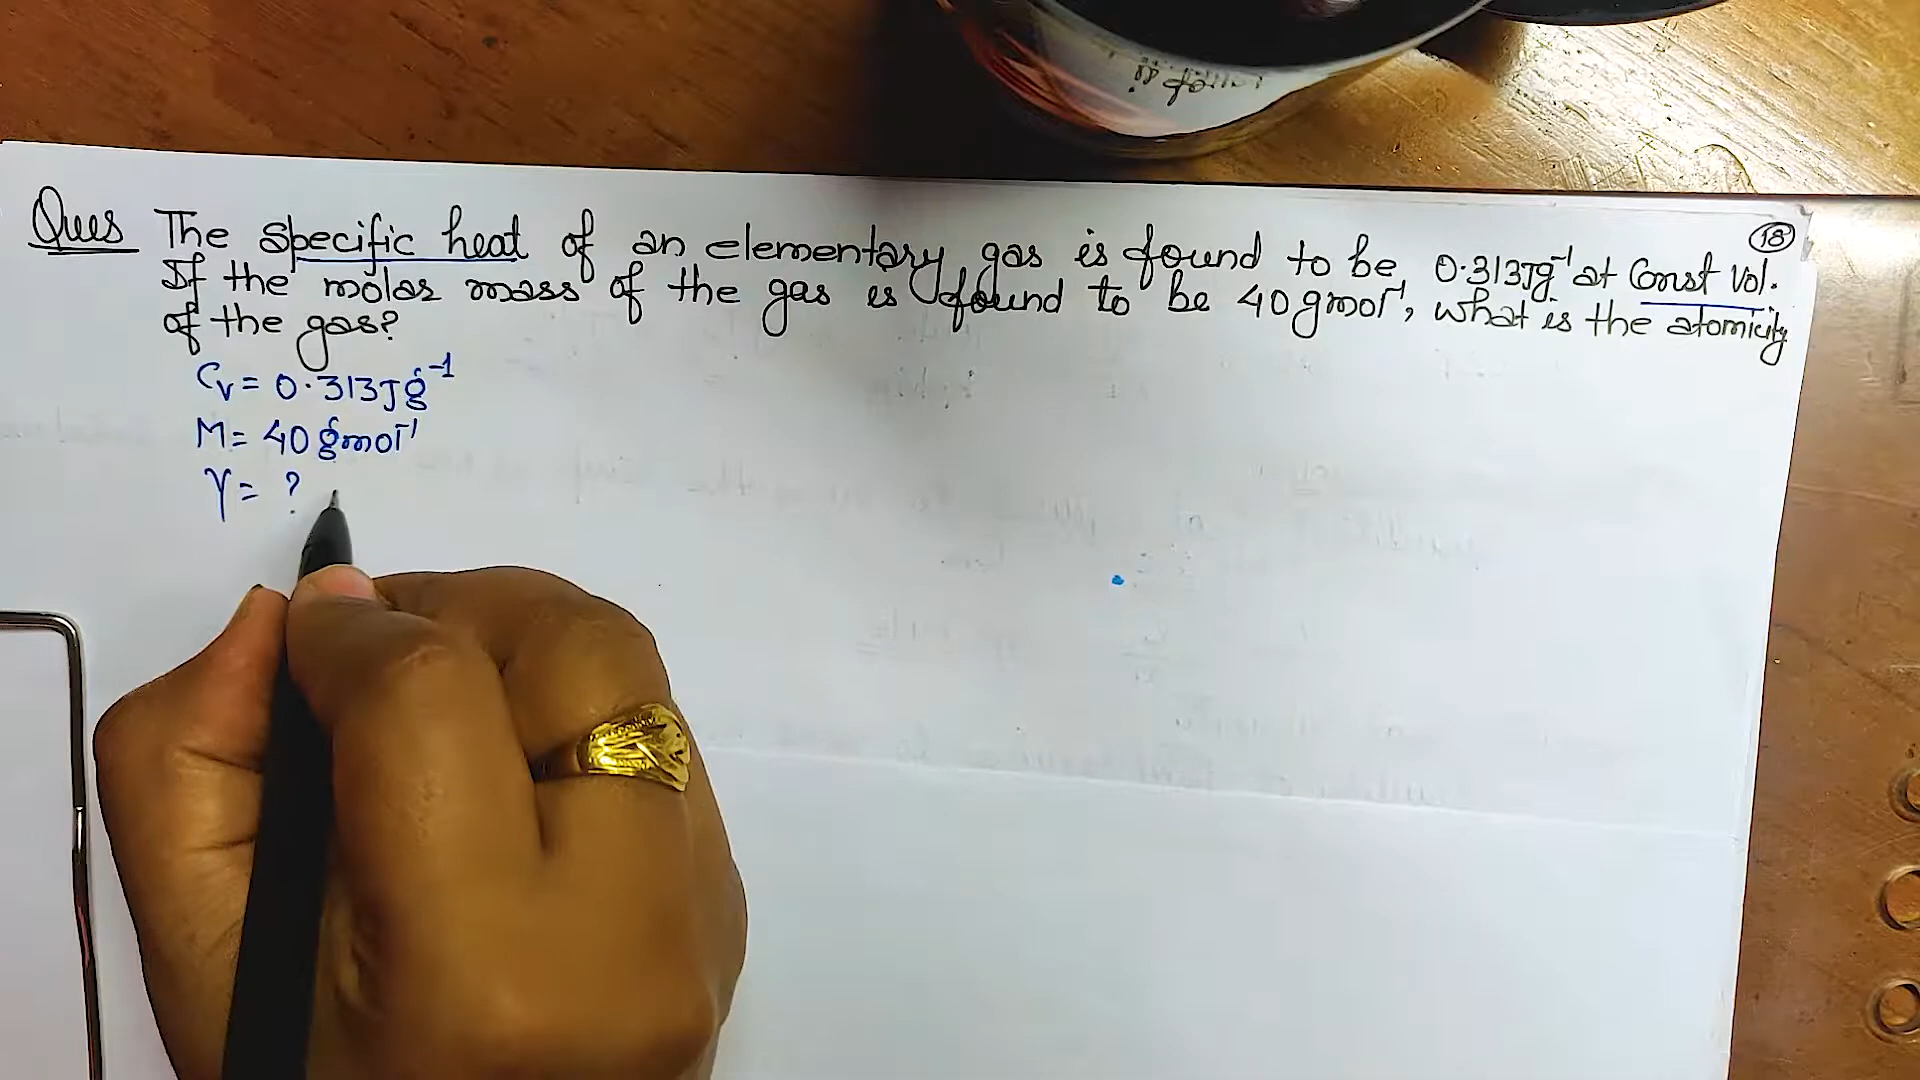 18
Ques The specific heat of an elementary gas is found to be 0.313Jg⁻¹ at Const Vol.
If the molar mass of the gas is found to be 40gmol⁻¹, what is the atomicity
of the gas?
Cv = 0.313Jg⁻¹
M = 40gmol⁻¹
γ = ?